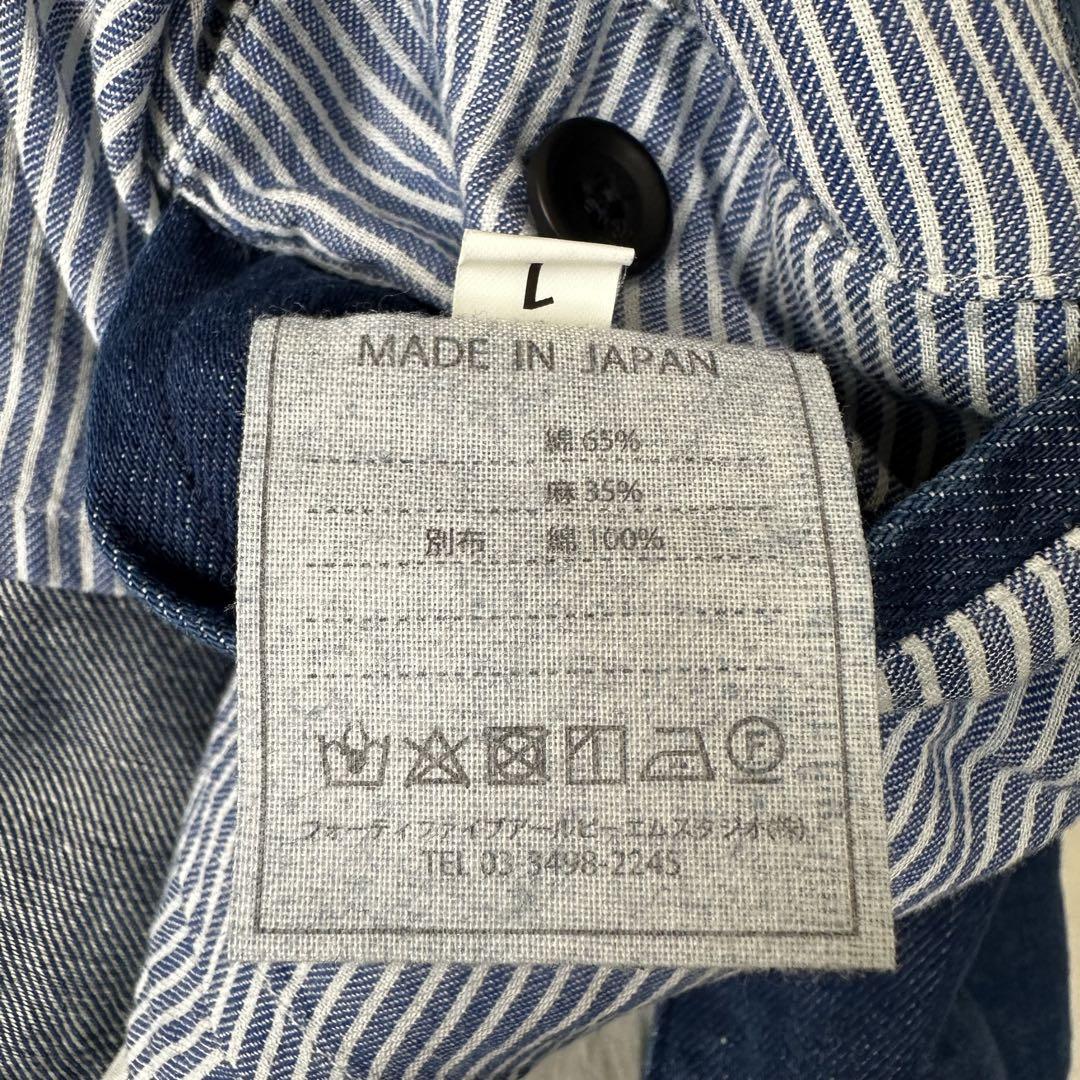 1
MADE IN JAPAN
綿 65%
麻 35%
別布 綿 100%
F
フォーティファイブアールピーエムスタジオ(株)
TEL 03-3498-2245